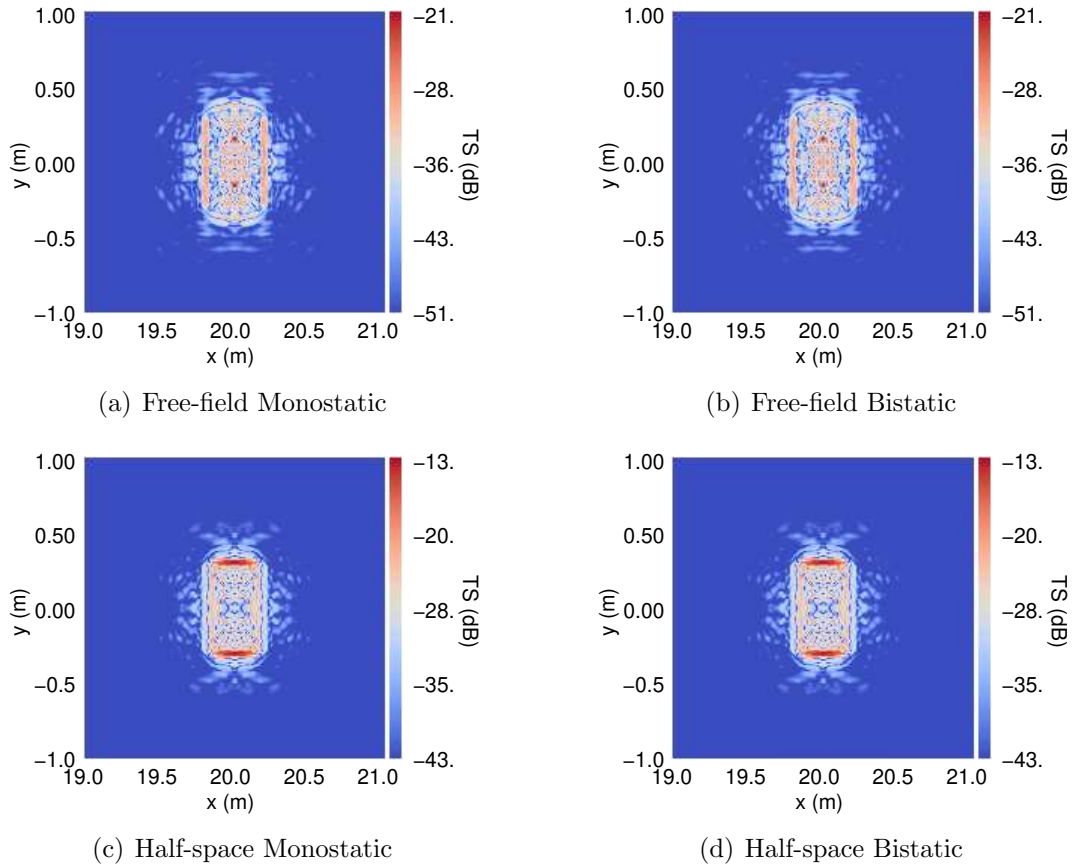 1.00
0.50
0.00
−0.5
−1.0
y (m)
19.0 19.5 20.0 20.5 21.0
x (m)
−21.
−28.
−36.
−43.
−51.
TS (dB)
(a) Free-field Monostatic
1.00
0.50
0.00
−0.5
−1.0
y (m)
19.0 19.5 20.0 20.5 21.0
x (m)
−21.
−28.
−36.
−43.
−51.
TS (dB)
(b) Free-field Bistatic
1.00
0.50
0.00
−0.5
−1.0
y (m)
19.0 19.5 20.0 20.5 21.0
x (m)
−13.
−20.
−28.
−35.
−43.
TS (dB)
(c) Half-space Monostatic
1.00
0.50
0.00
−0.5
−1.0
y (m)
19.0 19.5 20.0 20.5 21.0
x (m)
−13.
−20.
−28.
−35.
−43.
TS (dB)
(d) Half-space Bistatic